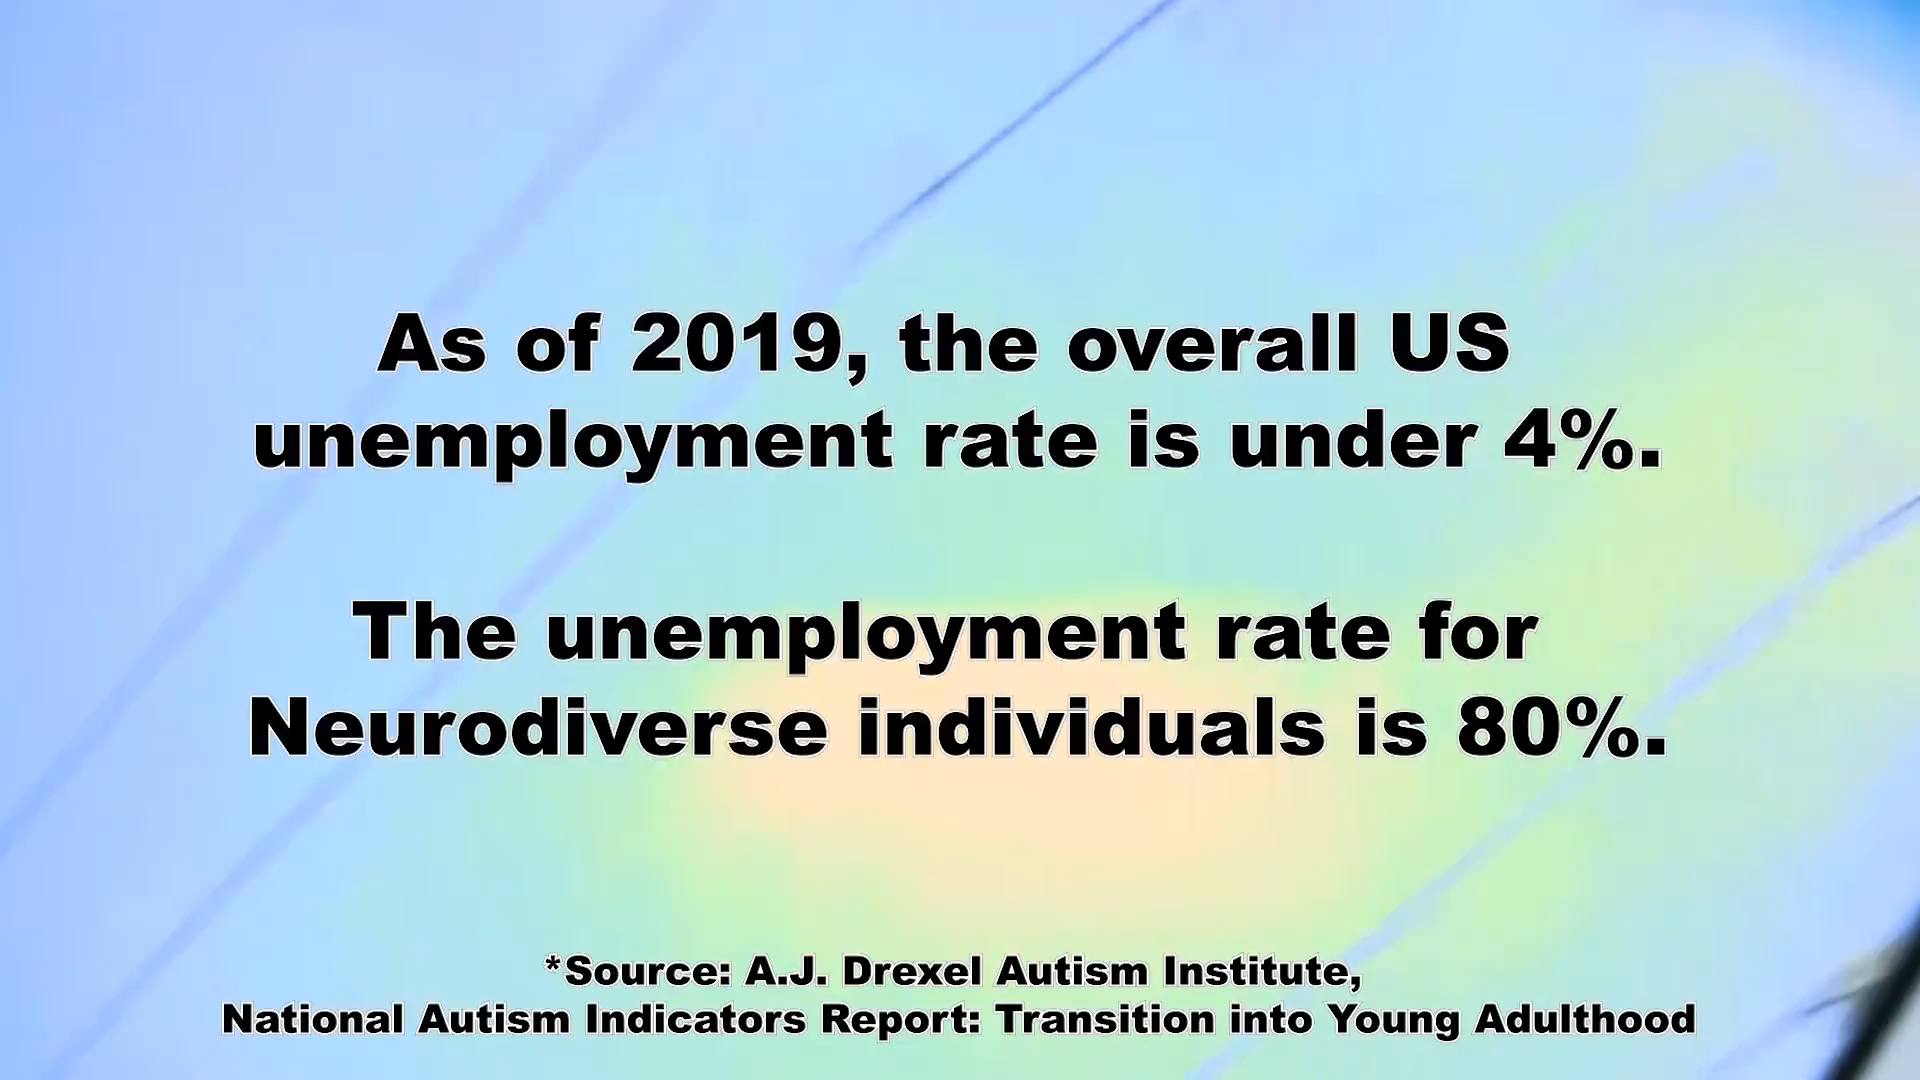 As of 2019, the overall US
unemployment rate is under 4%.
The unemployment rate for
Neurodiverse individuals is 80%.
*Source: A.J. Drexel Autism Institute,
National Autism Indicators Report: Transition into Young Adulthood